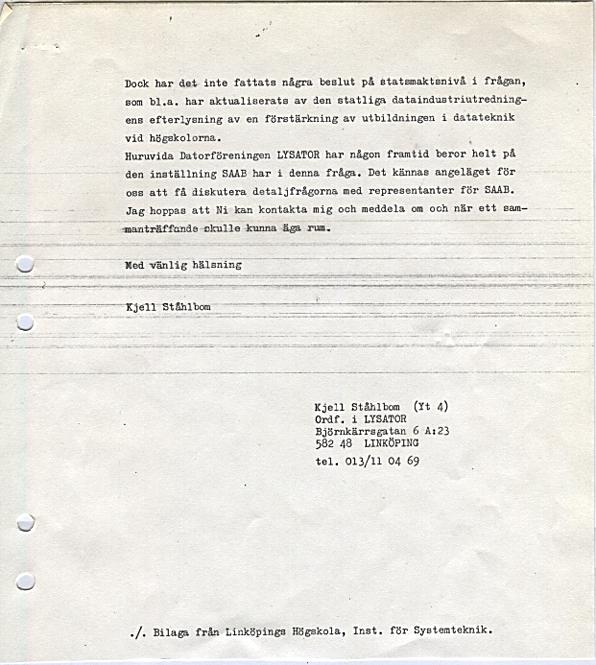 Dock har det inte fattats några beslut på statsmaktsnivå i frågan,
som bl.a. har aktualiserats av den statliga dataindustriutredning-
ens efterlysning av en förstärkning av utbildningen i datateknik
vid högskolorna.
Huruvida Datorföreningen LYSATOR har någon framtid beror helt på
den inställning SAAB har i denna fråga. Det kännas angeläget för
oss att få diskutera detaljfrågorna med representanter för SAAB.
Jag hoppas att Ni kan kontakta mig och meddela om och när ett sam-
manträffande skulle kunna äga rum.
Med vänlig hälsning
Kjell Ståhlbom
Kjell Ståhlbom (Yt 4)
Ordf. i LYSATOR
Björnkärrsgatan 6 A:23
582 48 LINKÖPING
tel. 013/11 04 69
./. Bilaga från Linköpings Högskola, Inst. för Systemteknik.